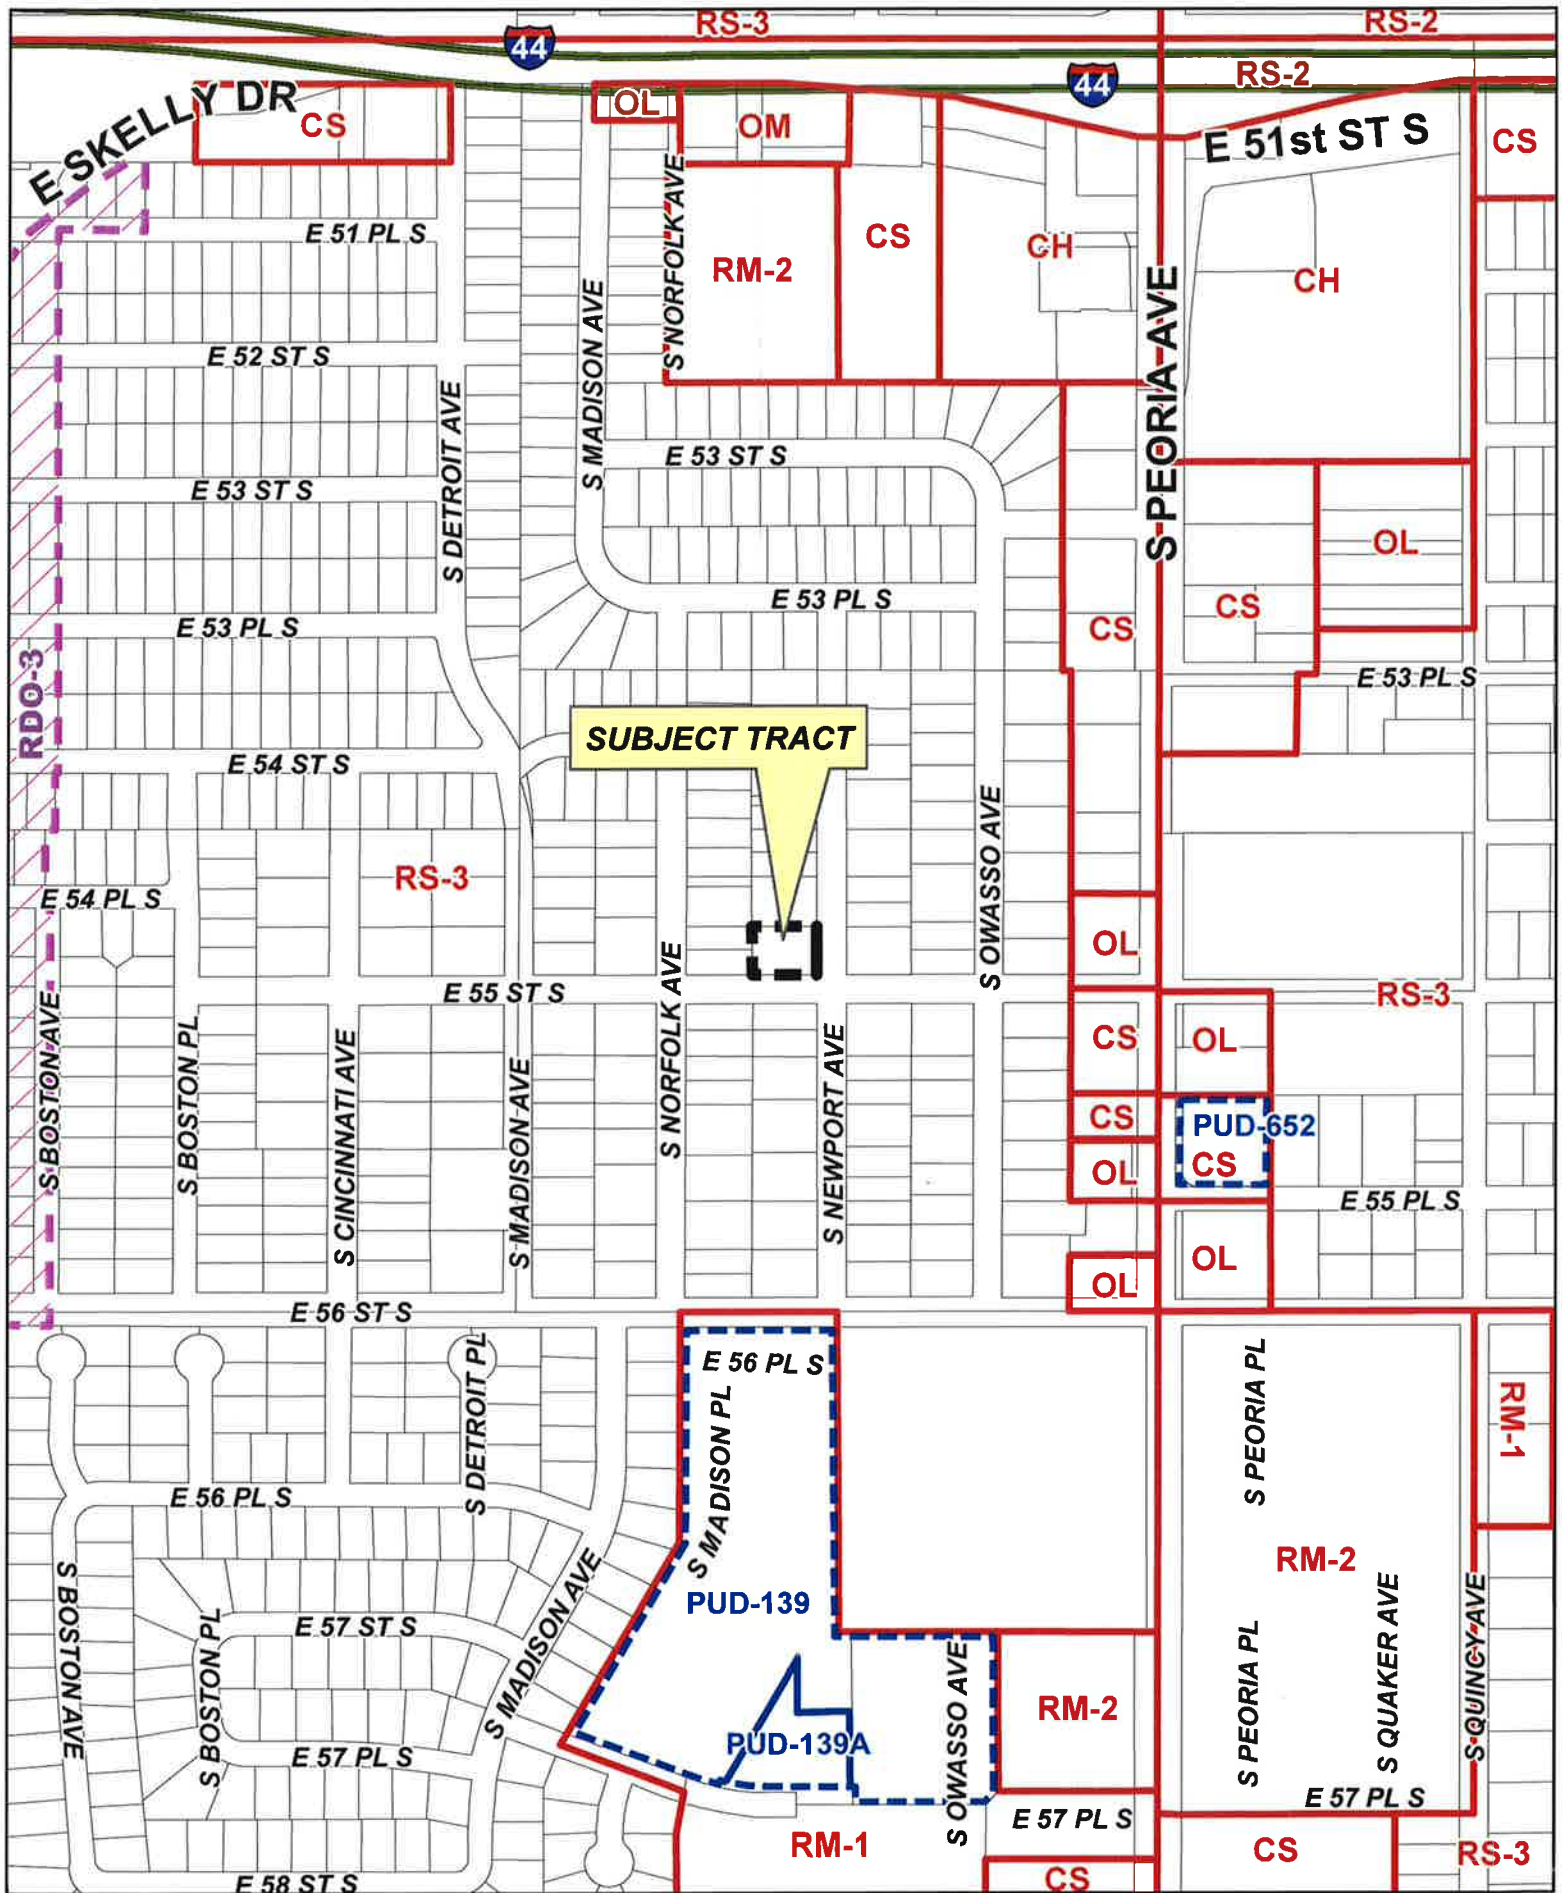 RS-3
RS-2
44
44
RS-2
E SKELLY DR
CS
OL
OM
E 51st ST S
CS
E 51 PL S
S NORFOLK AVE
RM-2
CS
CH
CH
S PEORIA AVE
E 52 ST S
S MADISON AVE
S DETROIT AVE
E 53 ST S
E 53 ST S
OL
E 53 PL S
CS
CS
E 53 PL S
E 53 PL S
RDO-3
SUBJECT TRACT
E 54 ST S
S OWASSO AVE
RS-3
E 54 PL S
OL
E 55 ST S
S NORFOLK AVE
RS-3
S BOSTON AVE
S BOSTON PL
S CINCINNATI AVE
S MADISON AVE
S NEWPORT AVE
CS
OL
CS
PUD-652
CS
OL
E 55 PL S
OL
OL
E 56 ST S
S DETROIT PL
E 56 PL S
S MADISON PL
S PEORIA PL
RM-1
E 56 PL S
RM-2
S BOSTON AVE
S BOSTON PL
E 57 ST S
S MADISON AVE
PUD-139
S OWASSO AVE
S PEORIA PL
S QUAKER AVE
S QUINCY AVE
RM-2
PUD-139A
E 57 PL S
E 57 PL S
E 57 PL S
RM-1
CS
RS-3
CS
E 58 ST S